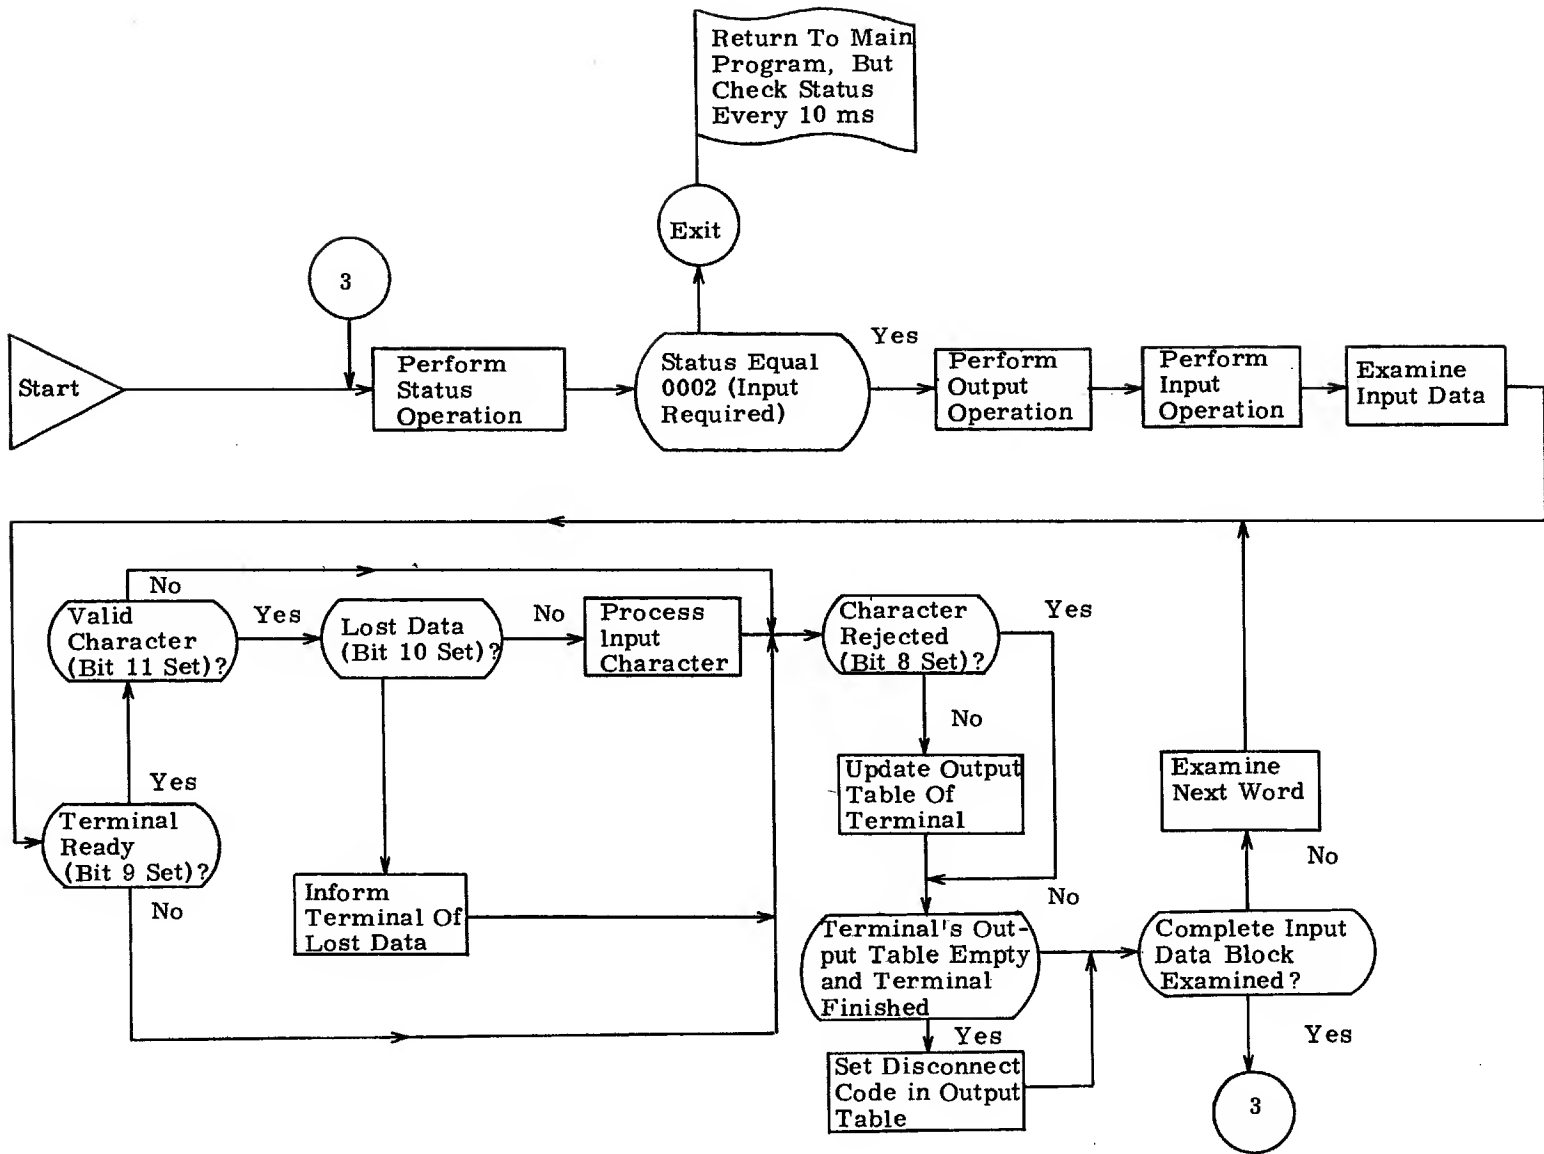 Return To Main
Program, But
Check Status
Every 10 ms
Exit
3
Start
Perform
Status
Operation
Status Equal
0002 (Input
Required)
Yes
Perform
Output
Operation
Perform
Input
Operation
Examine
Input Data
No
Valid
Character
(Bit 11 Set)?
Yes
Lost Data
(Bit 10 Set)?
No
Process
Input
Character
Character
Rejected
(Bit 8 Set)?
Yes
No
Yes
Update Output
Table Of
Terminal
Examine
Next Word
Terminal
Ready
(Bit 9 Set)?
No
Inform
Terminal Of
Lost Data
No
No
Terminal's Out-
put Table Empty
and Terminal
Finished
Complete Input
Data Block
Examined?
Yes
Yes
Set Disconnect
Code in Output
Table
3